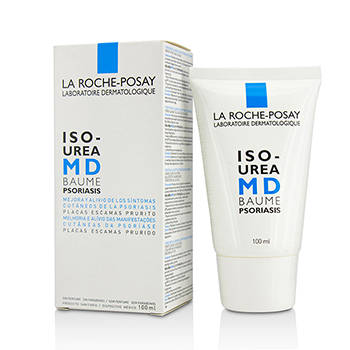 LA ROCHE-POSAY
LABORATOIRE DERMATOLOGIQUE
ISO-
UREA
MD
BAUME
PSORIASIS
MEJORA Y ALIVIO DE LOS SÍNTOMAS
CUTÁNEOS DE LA PSORIASIS
PLACAS ESCAMAS PRURITO
MELHORIA E ALÍVIO DAS MANIFESTAÇÕES
CUTÂNEAS DA PSORÍASE
PLACAS ESCAMAS PRURIDO
100 ml
LA ROCHE-POSAY
LABORATOIRE DERMATOLOGIQUE
ISO-
UREA
MD
BAUME
PSORIASIS
100 ml